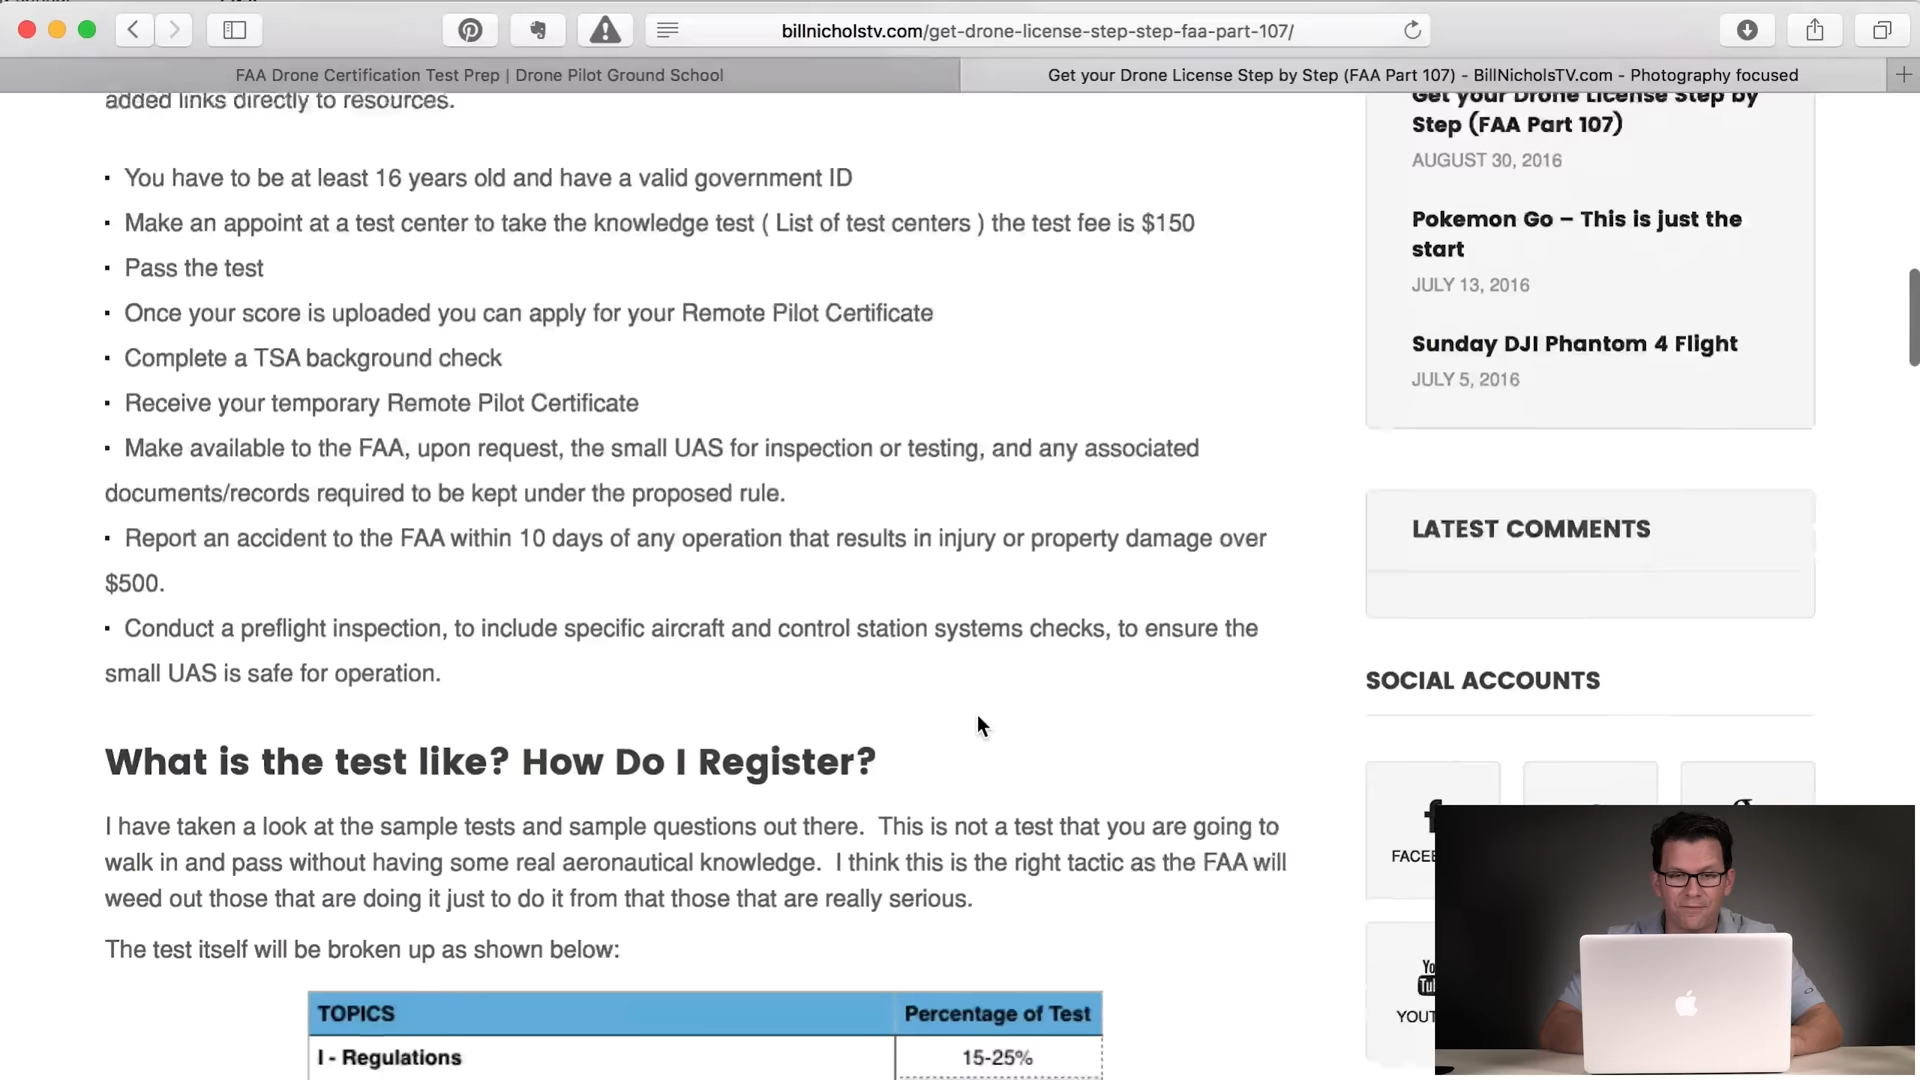 billnicholstv.com/get-drone-license-step-step-faa-part-107/
FAA Drone Certification Test Prep | Drone Pilot Ground School
Get your Drone License Step by Step (FAA Part 107) - BillNicholsTV.com - Photography focused
added links directly to resources.
▪ You have to be at least 16 years old and have a valid government ID
▪ Make an appoint at a test center to take the knowledge test ( List of test centers ) the test fee is $150
▪ Pass the test
▪ Once your score is uploaded you can apply for your Remote Pilot Certificate
▪ Complete a TSA background check
▪ Receive your temporary Remote Pilot Certificate
▪ Make available to the FAA, upon request, the small UAS for inspection or testing, and any associated
documents/records required to be kept under the proposed rule.
▪ Report an accident to the FAA within 10 days of any operation that results in injury or property damage over
$500.
▪ Conduct a preflight inspection, to include specific aircraft and control station systems checks, to ensure the
small UAS is safe for operation.
What is the test like? How Do I Register?
I have taken a look at the sample tests and sample questions out there.  This is not a test that you are going to
walk in and pass without having some real aeronautical knowledge.  I think this is the right tactic as the FAA will
weed out those that are doing it just to do it from that those that are really serious.
The test itself will be broken up as shown below:
TOPICS
Percentage of Test
I - Regulations
15-25%
Get your Drone License Step by
Step (FAA Part 107)
AUGUST 30, 2016
Pokemon Go – This is just the
start
JULY 13, 2016
Sunday DJI Phantom 4 Flight
JULY 5, 2016
LATEST COMMENTS
SOCIAL ACCOUNTS
FACE
YOUT